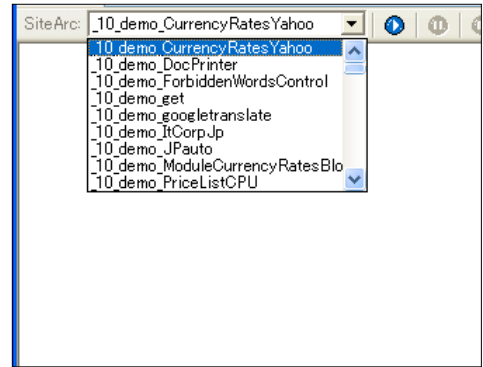 SiteArc: _10_demo_CurrencyRatesYahoo
_10_demo_CurrencyRatesYahoo
_10_demo_DocPrinter
_10_demo_ForbiddenWordsControl
_10_demo_get
_10_demo_googletranslate
_10_demo_ItCorpJp
_10_demo_JPauto
_10_demo_ModuleCurrencyRatesBlo
_10_demo_PriceListCPU